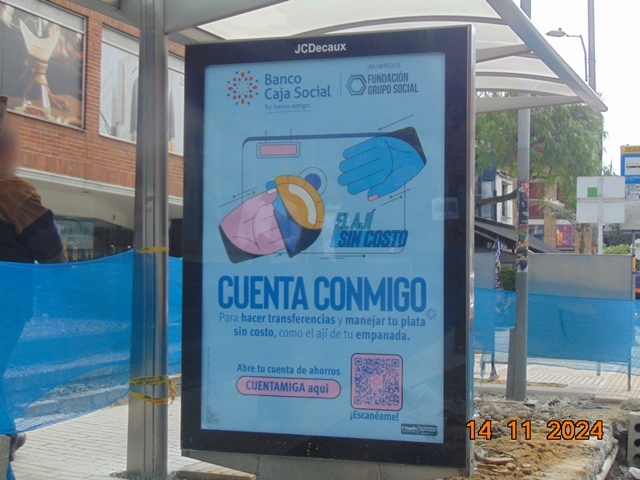 JCDecaux
Banco
Caja Social
Tu banco amigo.
UNA EMPRESA DE
FUNDACIÓN
GRUPO SOCIAL
EL AJÍ
SIN COSTO
CUENTA CONMIGO
Para hacer transferencias y manejar tu plata
sin costo, como el ají de tu empanada.
Abre tu cuenta de ahorros
CUENTAMIGA aquí
¡Escanéame!
14 11 2024